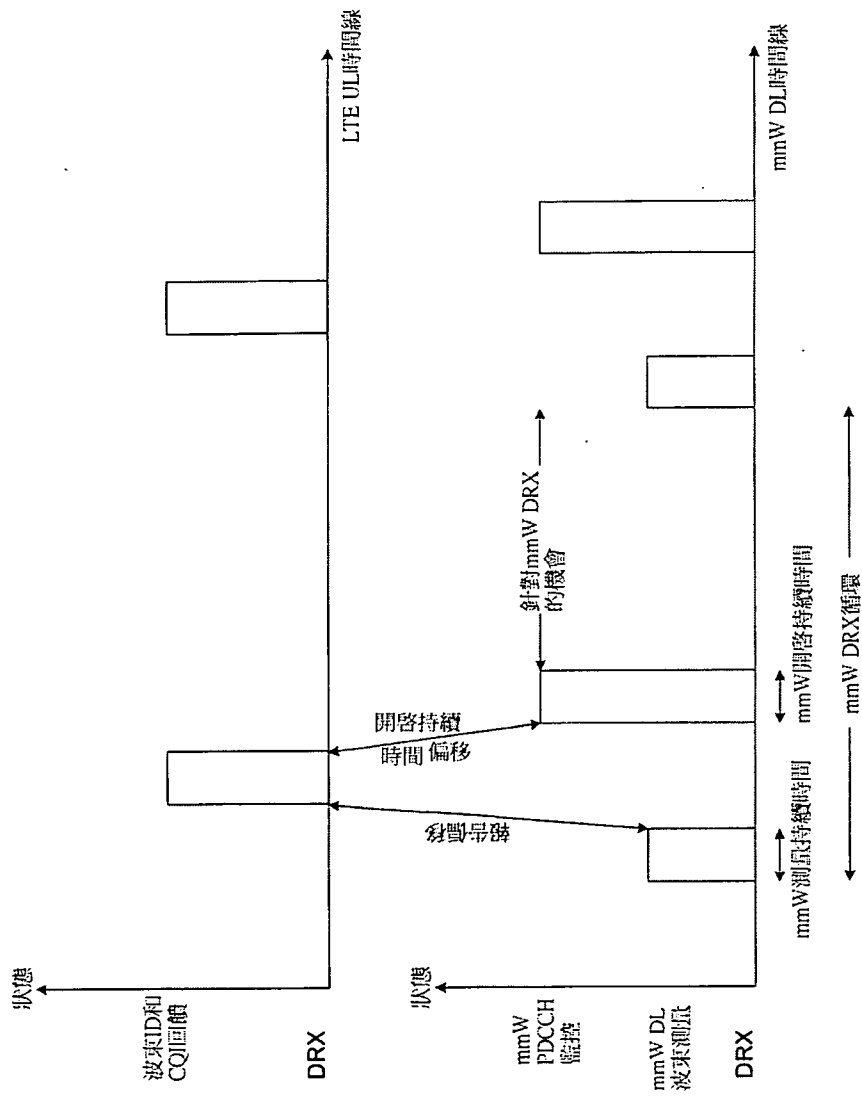 狀態
波束ID和
CQI回饋
DRX
LTE UL時間線
開啓持續
時間 偏移
報告偏移
狀態
mmW
PDCCH
監控
mmW DL
波束測量
DRX
針對mmW DRX
的機會
mmW DL時間線
mmW測量持續時間
mmW開啓持續時間
mmW DRX循環